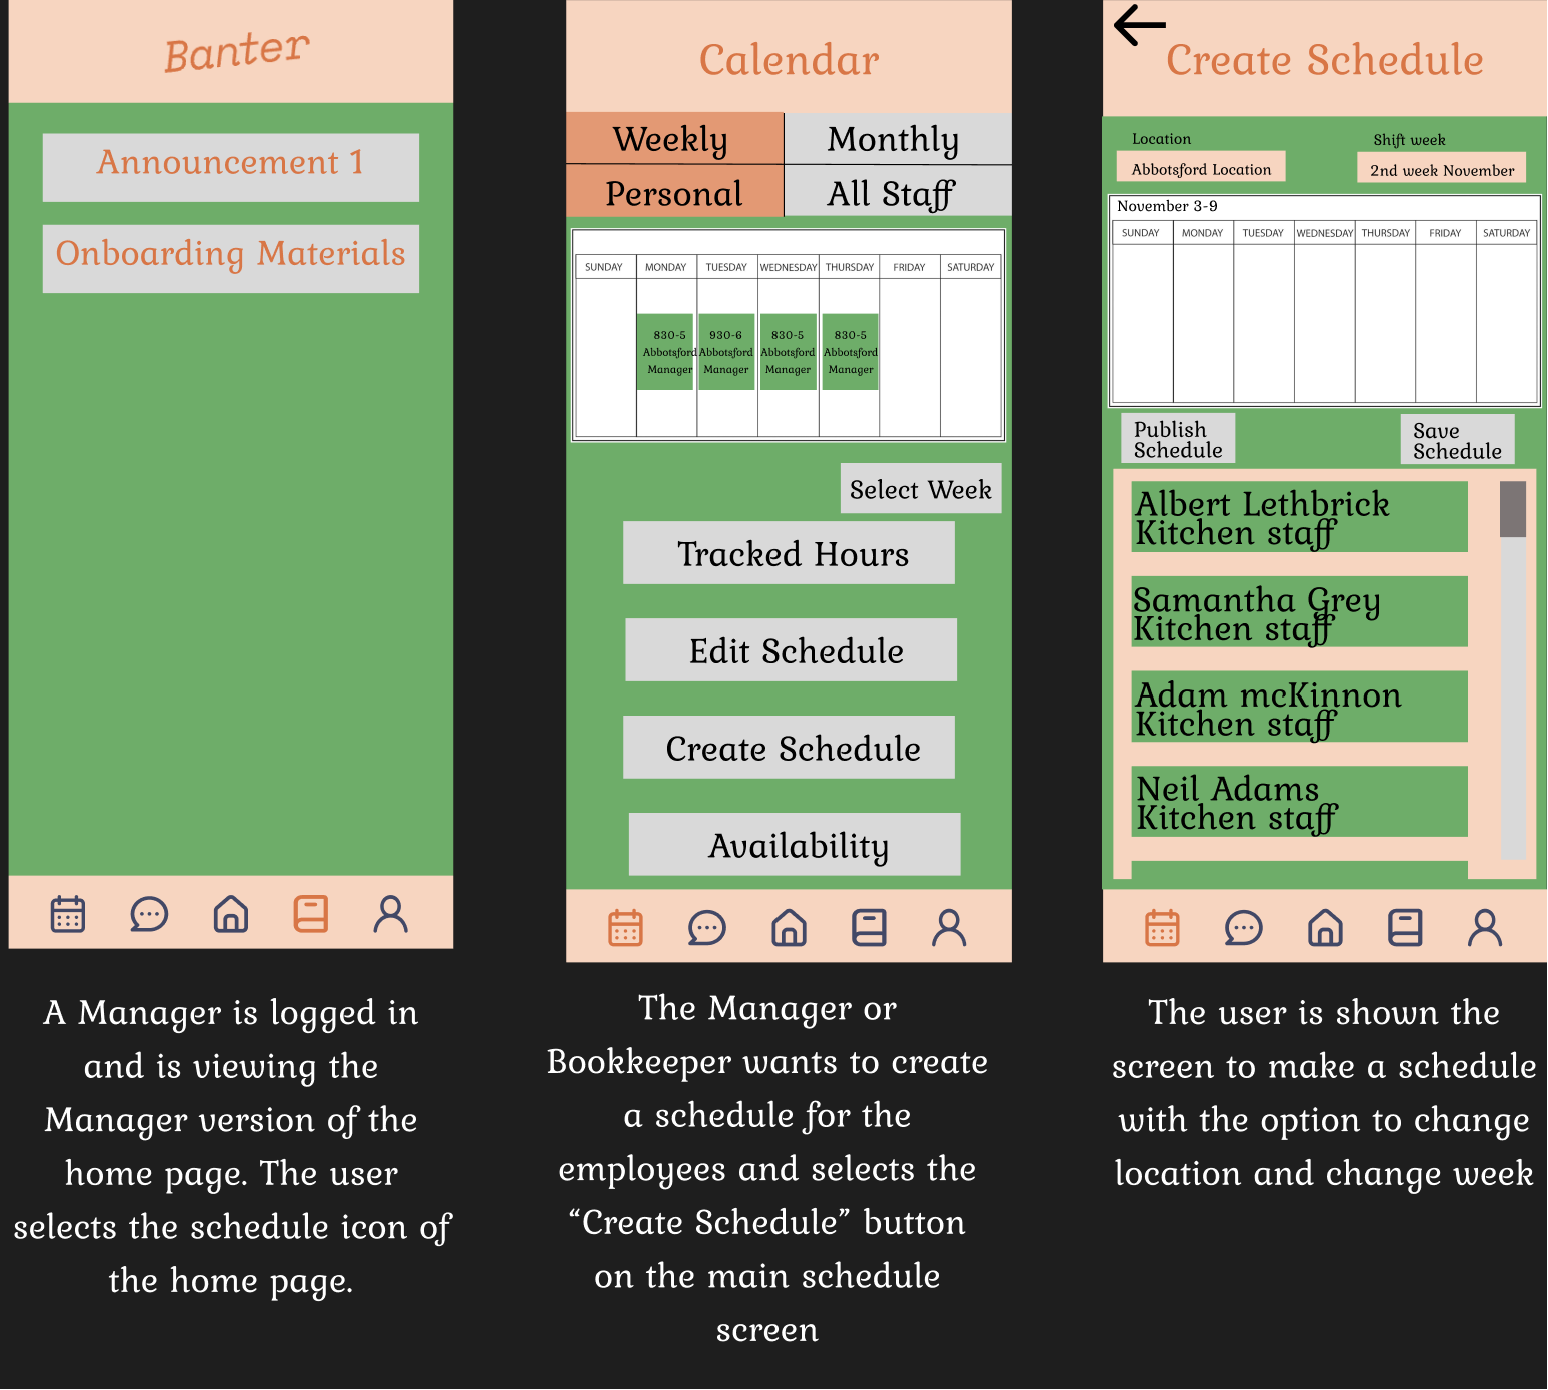 Banter
Announcement 1
Onboarding Materials
A Manager is logged in
and is viewing the
Manager version of the
home page. The user
selects the schedule icon of
the home page.
Calendar
Weekly
Monthly
Personal
All Staff
SUNDAY MONDAY TUESDAY WEDNESDAY THURSDAY FRIDAY SATURDAY
830-5 930-6 830-5 830-5
Abbotsford Abbotsford Abbotsford Abbotsford
Manager Manager Manager Manager
Select Week
Tracked Hours
Edit Schedule
Create Schedule
Availability
The Manager or
Bookkeeper wants to create
a schedule for the
employees and selects the
“Create Schedule” button
on the main schedule
screen
Create Schedule
Location
Shift week
Abbotsford Location
2nd week November
November 3-9
SUNDAY MONDAY TUESDAY WEDNESDAY THURSDAY FRIDAY SATURDAY
Publish
Schedule
Save
Schedule
Albert Lethbrick
Kitchen staff
Samantha Grey
Kitchen staff
Adam mcKinnon
Kitchen staff
Neil Adams
Kitchen staff
The user is shown the
screen to make a schedule
with the option to change
location and change week